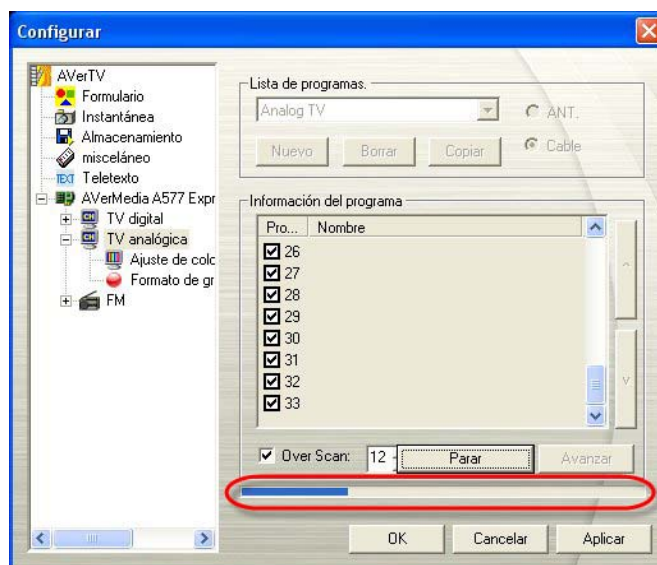 Configurar
AVerTV
Formulario
Instantánea
Almacenamiento
misceláneo
TEXT Teletexto
AVerMedia A577 Expr
TV digital
TV analógica
Ajuste de colc
Formato de gr
FM
Lista de programas.
Analog TV
ANT.
Cable
Nuevo Borrar Copiar
Información del programa
Pro... Nombre
26
27
28
29
30
31
32
33
Over Scan: 12 Parar Avanzar
OK Cancelar Aplicar